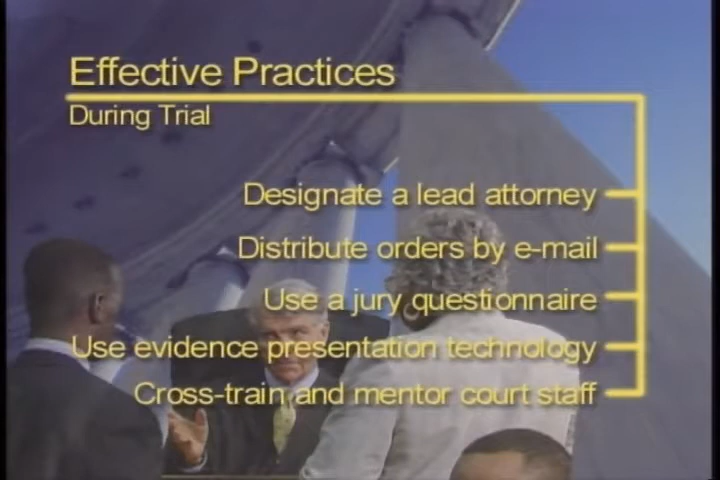 Effective Practices
During Trial
Designate a lead attorney
Distribute orders by e-mail
Use a jury questionnaire
Use evidence presentation technology
Cross-train and mentor court staff